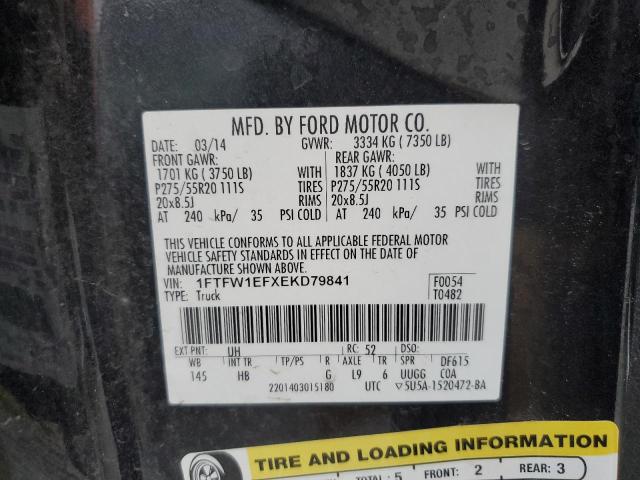 MFD. BY FORD MOTOR CO.
DATE: 03/14 GVWR: 3334 KG ( 7350 LB)
FRONT GAWR: REAR GAWR:
1701 KG ( 3750 LB) WITH 1837 KG ( 4050 LB) WITH
P275/55R20 111S TIRES P275/55R20 111S TIRES
20x8.5J RIMS 20x8.5J RIMS
AT 240 kPa/ 35 PSI COLD AT 240 kPa/ 35 PSI COLD
THIS VEHICLE CONFORMS TO ALL APPLICABLE FEDERAL MOTOR
VEHICLE SAFETY STANDARDS IN EFFECT ON THE DATE OF
MANUFACTURE SHOWN ABOVE.
VIN: 1FTFW1EFXEKD79841 F0054
TYPE: Truck T0482
EXT PNT: UH RC: 52 DSO:
WB INT TR TP/PS R AXLE TR SPR DF615
145 HB G L9 6 UUGG COA
2201403015180 UTC 5U5A-1520472-BA
TIRE AND LOADING INFORMATION
TOTAL: 5 FRONT: 2 REAR: 3